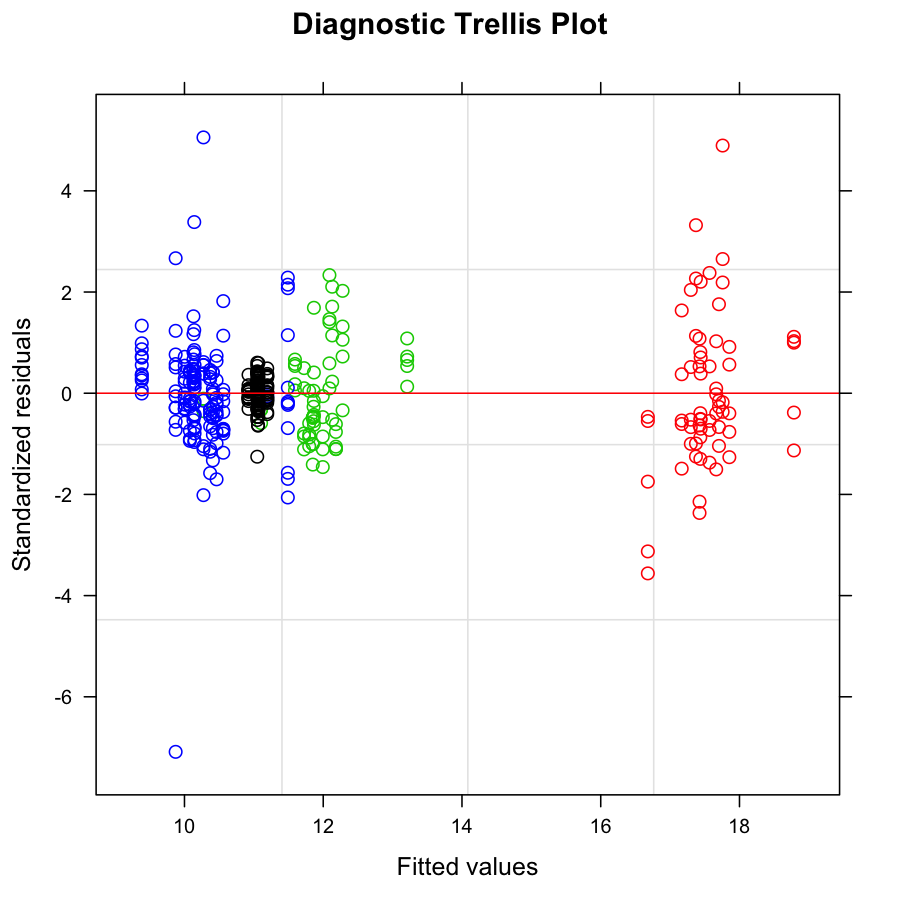 Diagnostic Trellis Plot
Standardized residuals
4
2
0
-2
-4
-6
10 12 14 16 18
Fitted values